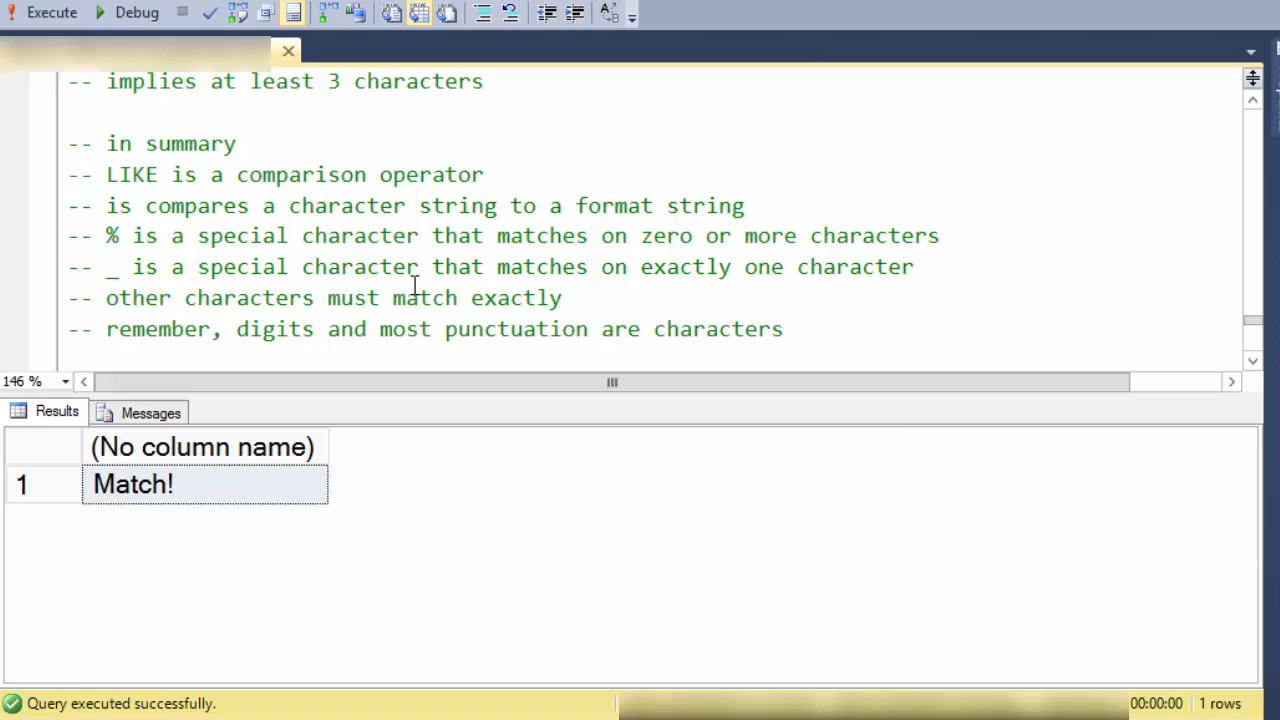 Execute Debug
-- implies at least 3 characters
-- in summary
-- LIKE is a comparison operator
-- is compares a character string to a format string
-- % is a special character that matches on zero or more characters
-- _ is a special character that matches on exactly one character
-- other characters must match exactly
-- remember, digits and most punctuation are characters
146 %
Results Messages
(No column name)
1 Match!
Query executed successfully. 00:00:00 1 rows